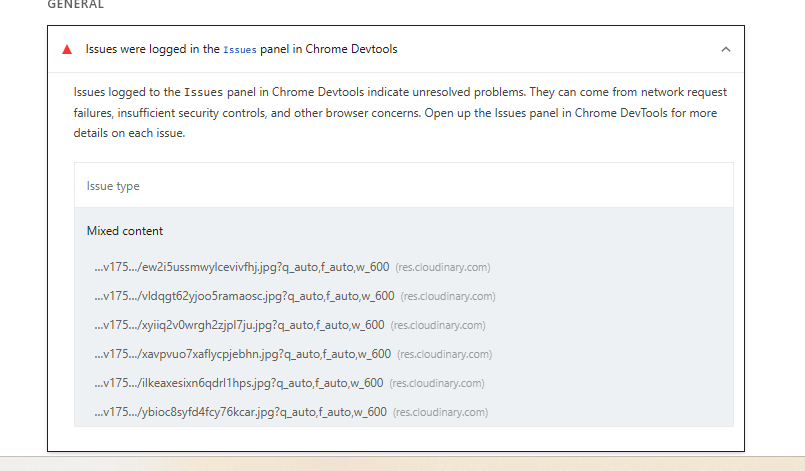 GENERAL
Issues were logged in the Issues panel in Chrome Devtools
Issues logged to the Issues panel in Chrome Devtools indicate unresolved problems. They can come from network request
failures, insufficient security controls, and other browser concerns. Open up the Issues panel in Chrome DevTools for more
details on each issue.
Issue type
Mixed content
...v175.../ew2i5ussmwylcevivfhj.jpg?q_auto,f_auto,w_600 (res.cloudinary.com)
...v175.../vldqgt62yjoo5ramaosc.jpg?q_auto,f_auto,w_600 (res.cloudinary.com)
...v175.../xyiiq2v0wrgh2zjpl7ju.jpg?q_auto,f_auto,w_600 (res.cloudinary.com)
...v175.../xavpvuo7xaflycpjebhn.jpg?q_auto,f_auto,w_600 (res.cloudinary.com)
...v175.../ilkeaxesixn6qdrl1hps.jpg?q_auto,f_auto,w_600 (res.cloudinary.com)
...v175.../ybioc8syfd4fcy76kcar.jpg?q_auto,f_auto,w_600 (res.cloudinary.com)